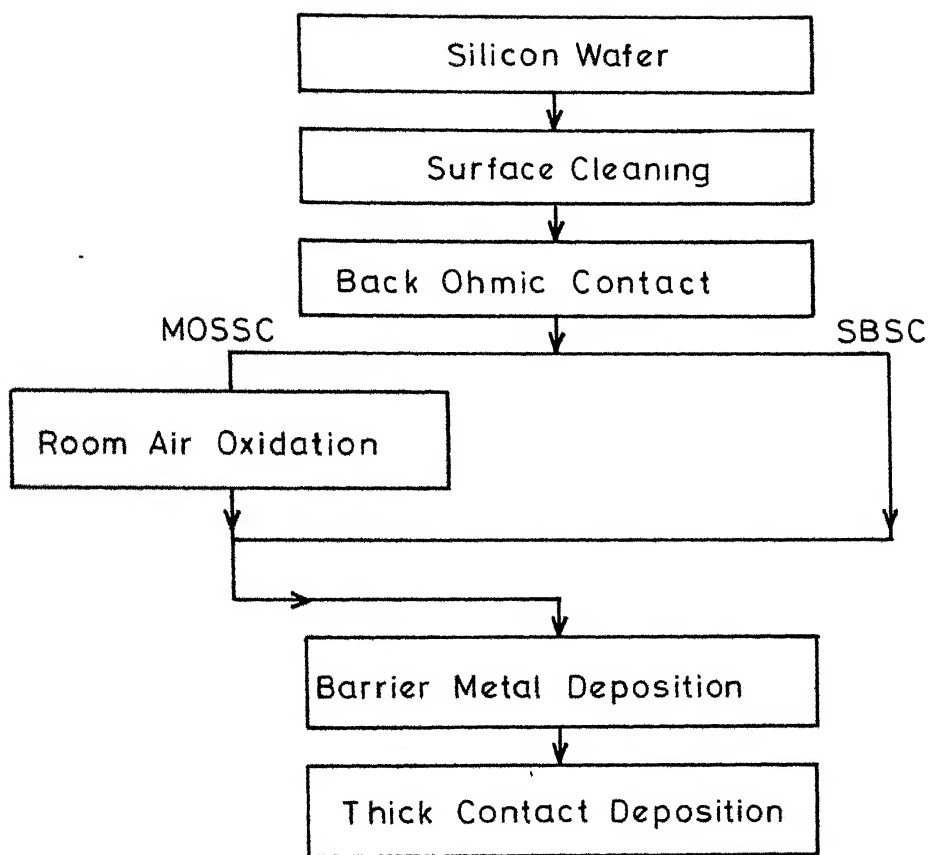 Silicon Wafer
Surface Cleaning
Back Ohmic Contact
MOSSC
SBSC
Room Air Oxidation
Barrier Metal Deposition
Thick Contact Deposition